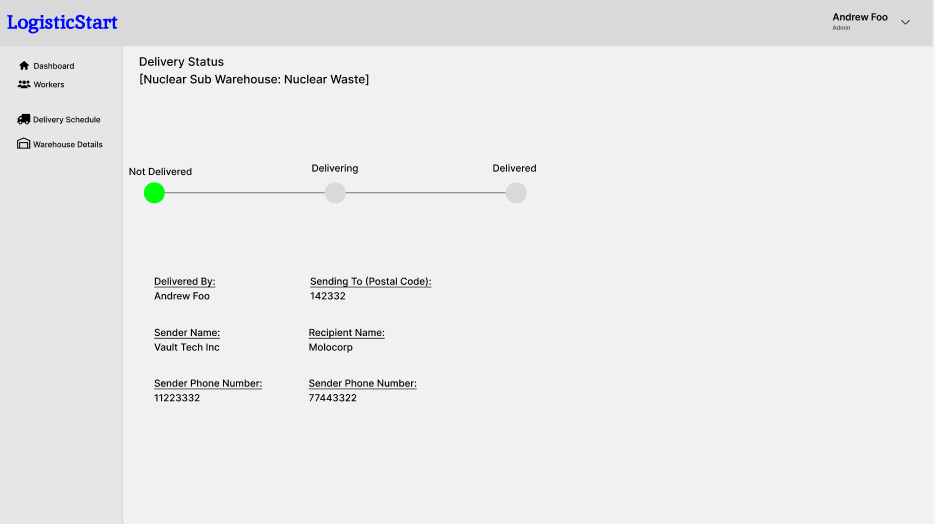 LogisticStart
Andrew Foo
Admin
Dashboard
Workers
Delivery Schedule
Warehouse Details
Delivery Status
[Nuclear Sub Warehouse: Nuclear Waste]
Not Delivered
Delivering
Delivered
Delivered By:
Andrew Foo
Sending To (Postal Code):
142332
Sender Name:
Vault Tech Inc
Recipient Name:
Molocorp
Sender Phone Number:
11223332
Sender Phone Number:
77443322